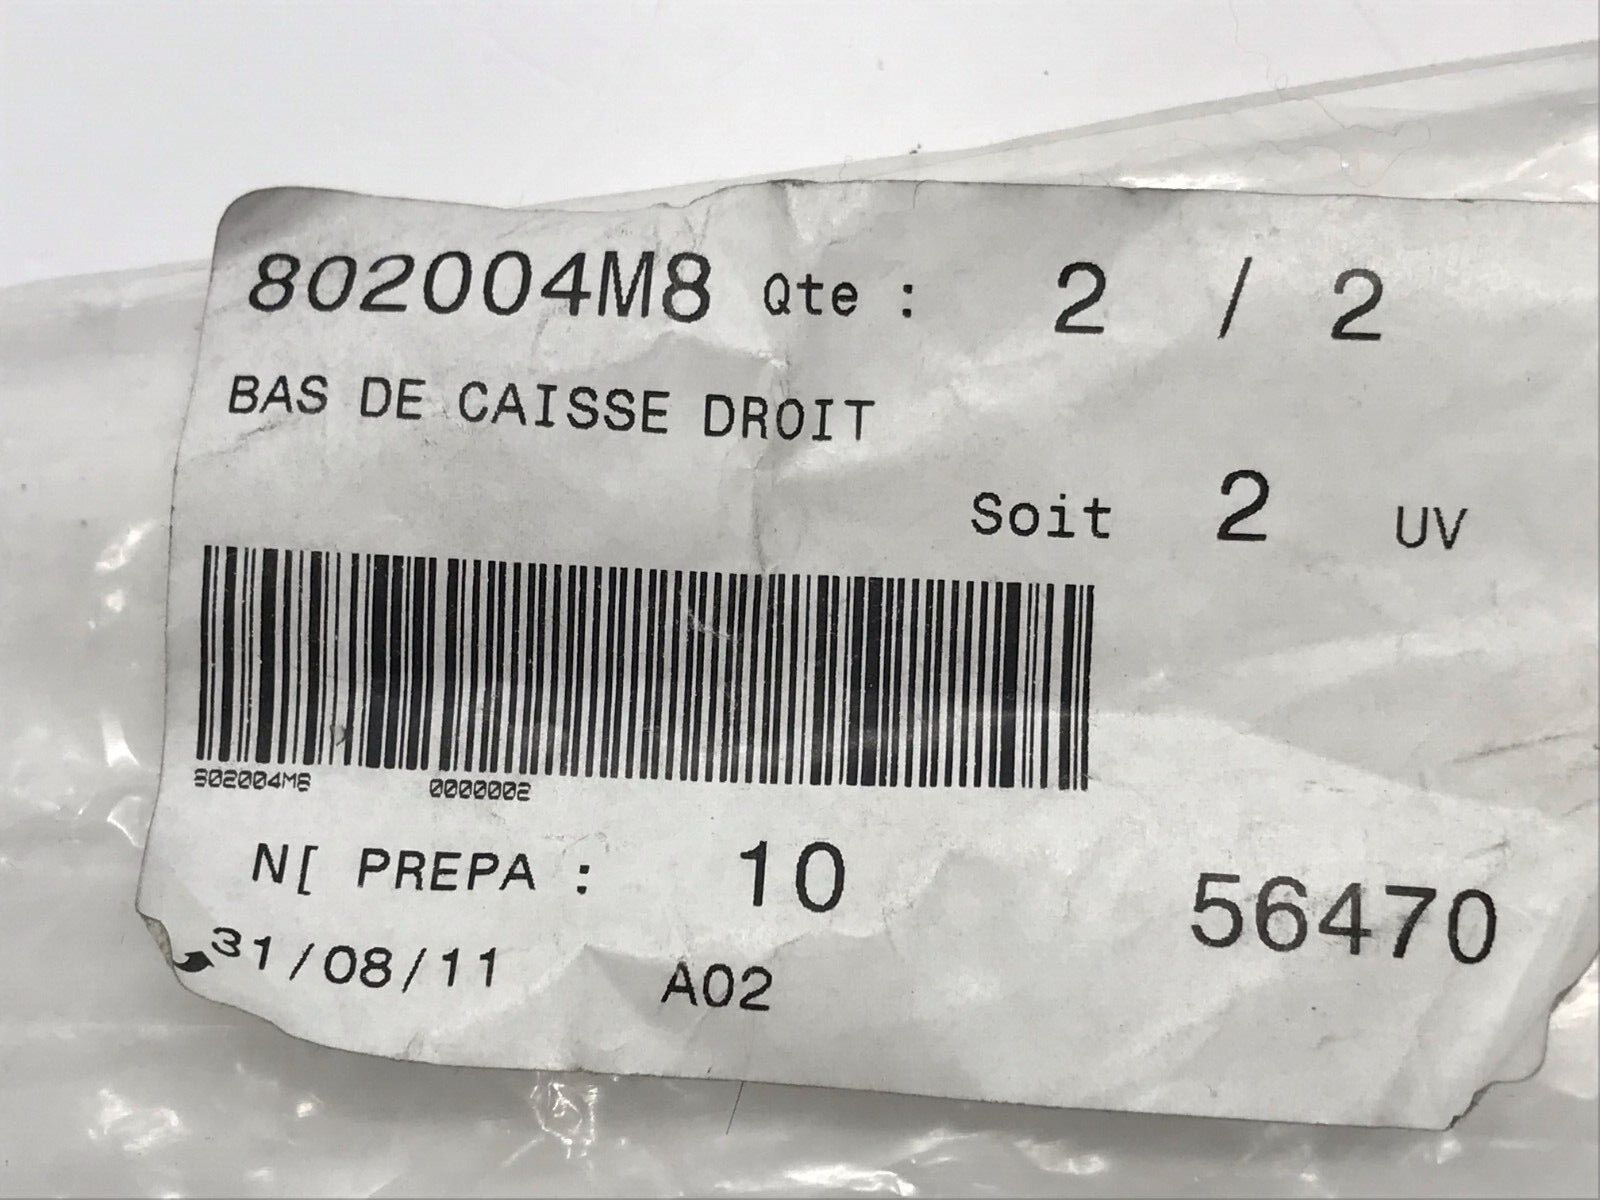 802004M8 Qte : 2 / 2
BAS DE CAISSE DROIT
Soit 2 UV
802004M8 0000002
N[ PREPA : 10 56470
31/08/11 A02